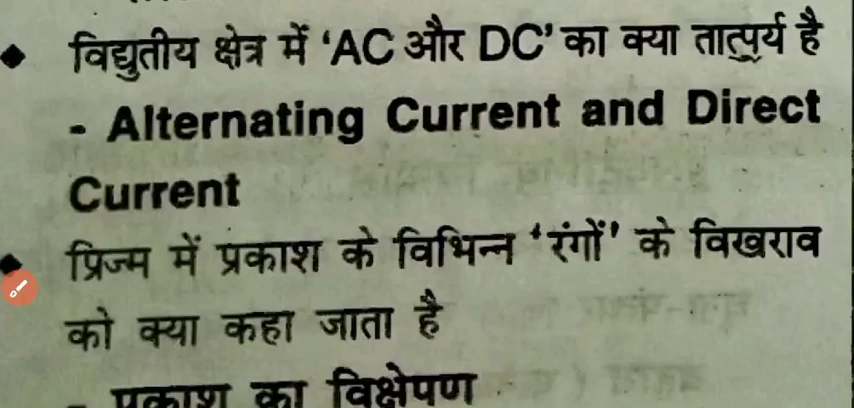 विद्युतीय क्षेत्र में 'AC और DC' का क्या तात्पर्य है
- Alternating Current and Direct
Current
प्रिज्म में प्रकाश के विभिन्न 'रंगों' के विखराव
को क्या कहा जाता है
- प्रकाश का विक्षेपण